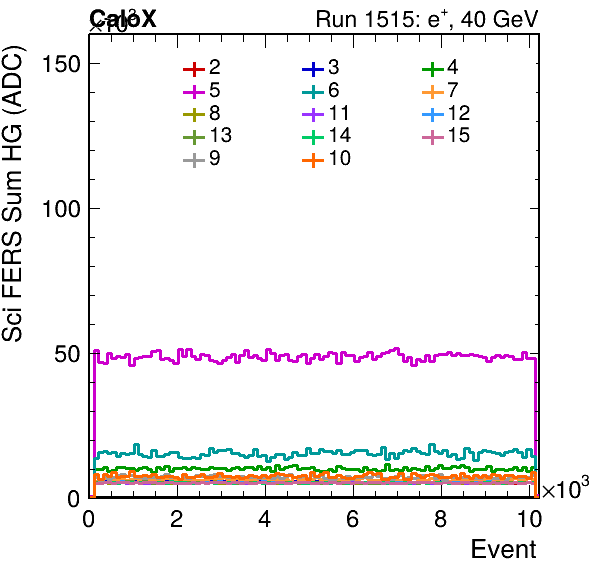 CaloX Run 1515: e⁺, 40 GeV
×10³
Sci FERS Sum HG (ADC)
150
100
50
0
2 3 4
5 6 7
8 11 12
13 14 15
9 10
0 2 4 6 8 10 ×10³
Event